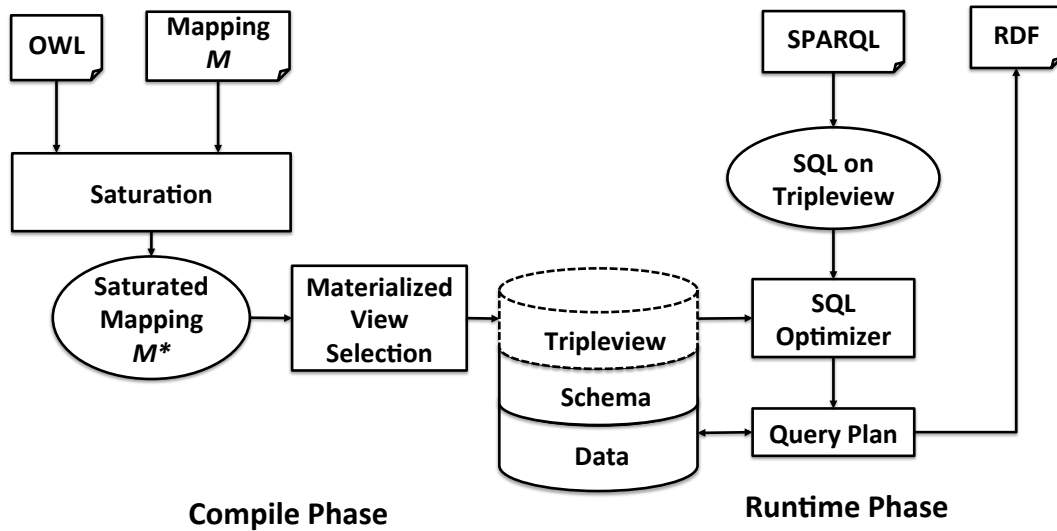 OWL
Mapping
M
SPARQL
RDF
Saturation
SQL on
Tripleview
Saturated
Mapping
M*
Materialized
View
Selection
Tripleview
Schema
Data
SQL
Optimizer
Query Plan
Compile Phase
Runtime Phase